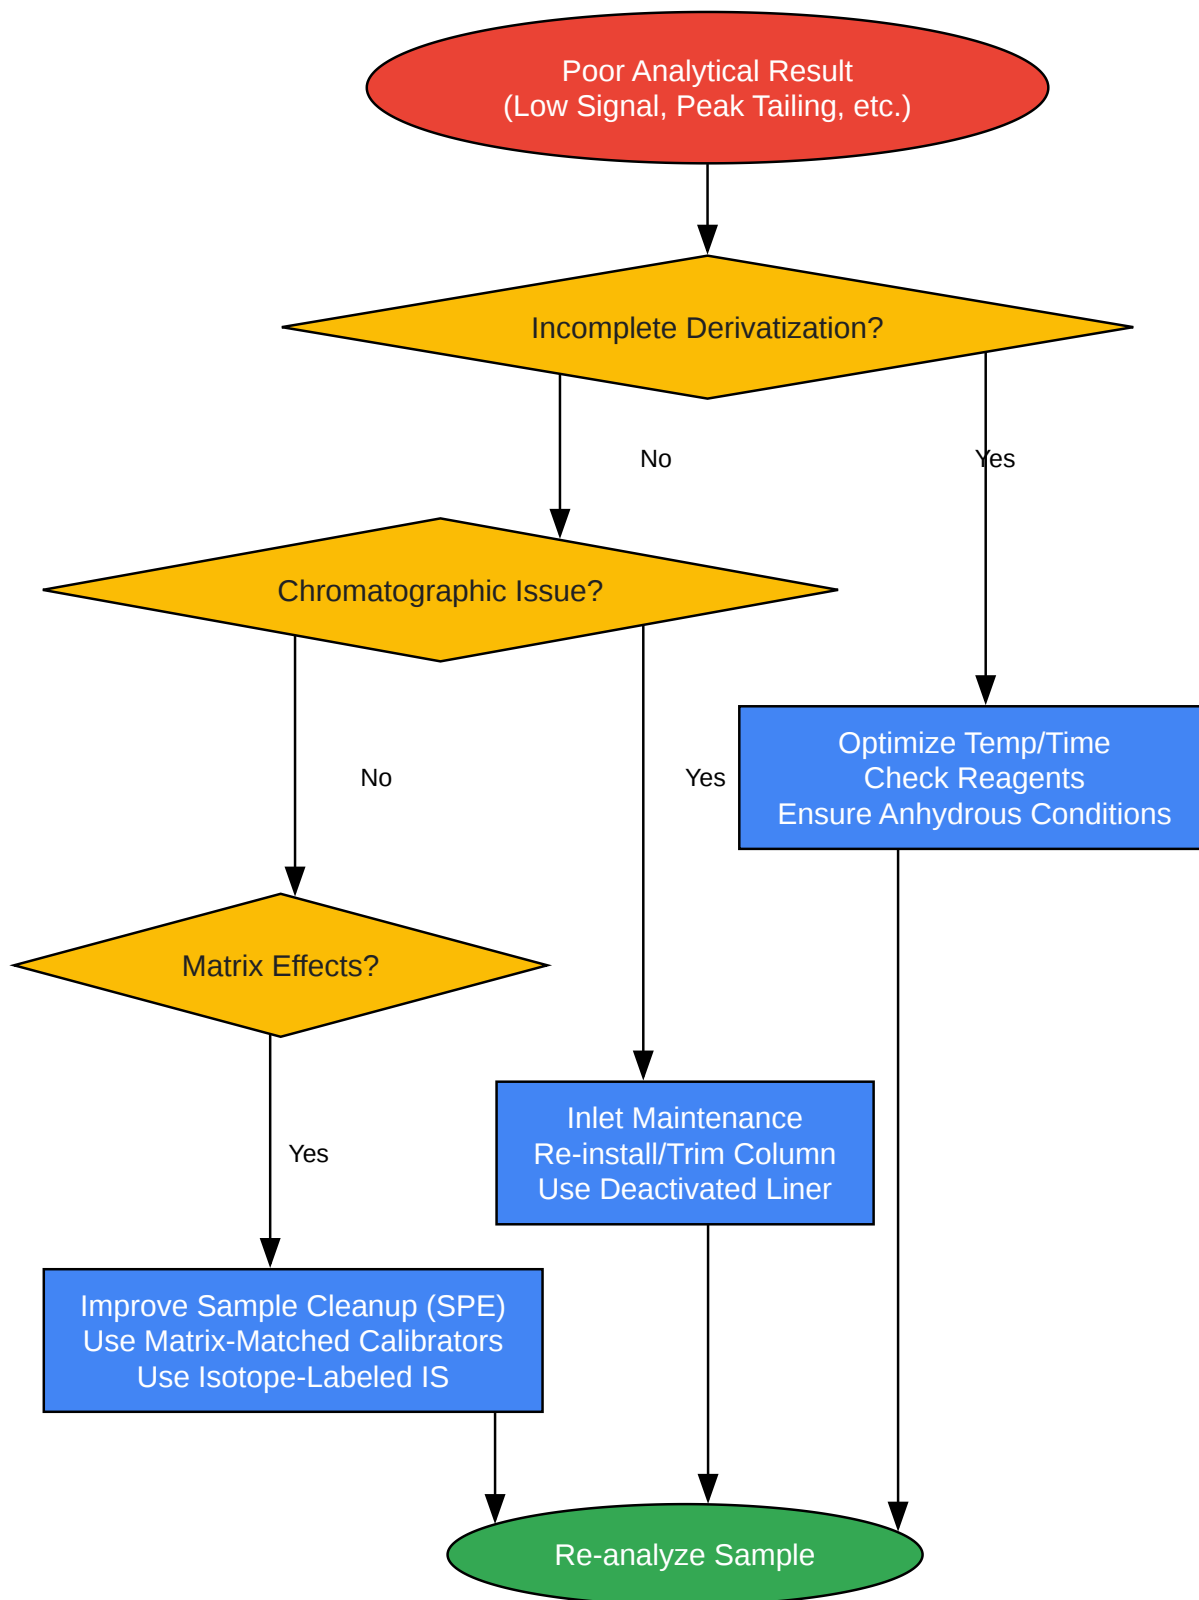 Poor Analytical Result
(Low Signal, Peak Tailing, etc.)
Incomplete Derivatization?
No
Yes
Chromatographic Issue?
No
Yes
Optimize Temp/Time
Check Reagents
Ensure Anhydrous Conditions
Matrix Effects?
Yes
Inlet Maintenance
Re-install/Trim Column
Use Deactivated Liner
Improve Sample Cleanup (SPE)
Use Matrix-Matched Calibrators
Use Isotope-Labeled IS
Re-analyze Sample